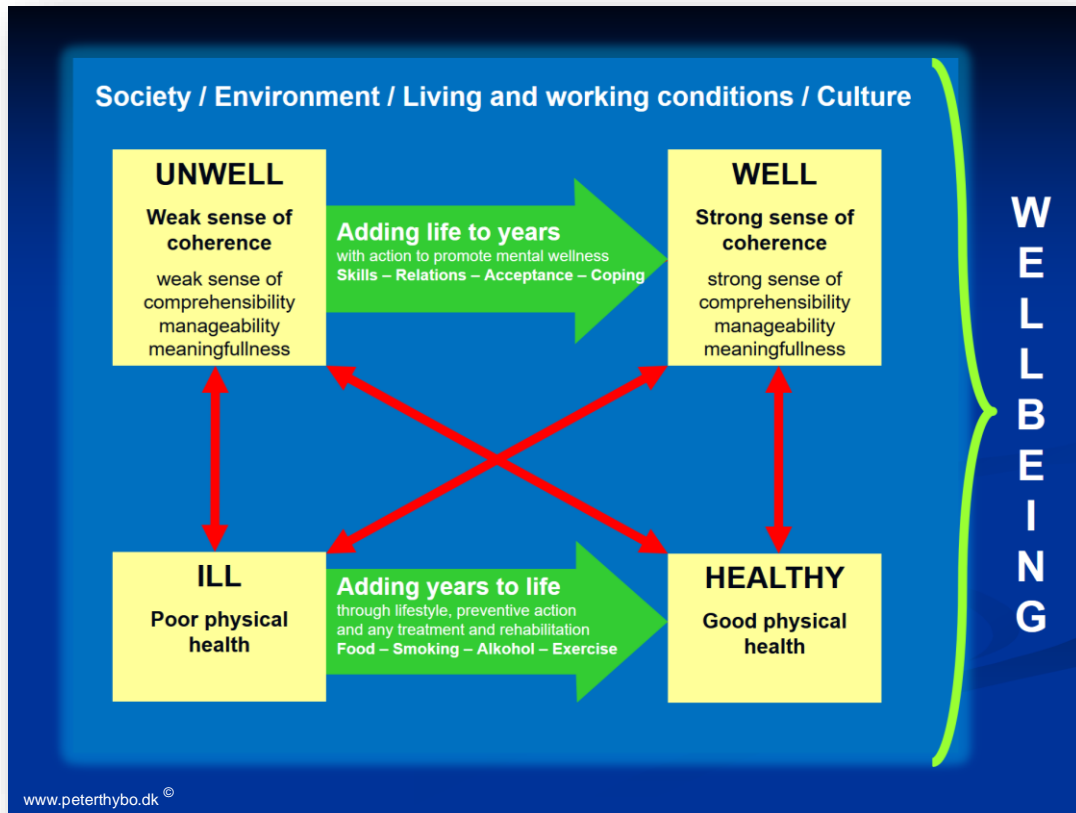 Society / Environment / Living and working conditions / Culture
UNWELL
Weak sense of
coherence
weak sense of
comprehensibility
manageability
meaningfullness
Adding life to years
with action to promote mental wellness
Skills – Relations – Acceptance – Coping
WELL
Strong sense of
coherence
strong sense of
comprehensibility
manageability
meaningfullness
ILL
Poor physical
health
Adding years to life
through lifestyle, preventive action
and any treatment and rehabilitation
Food – Smoking – Alkohol – Exercise
HEALTHY
Good physical
health
WELLBEING
www.peterthybo.dk ©